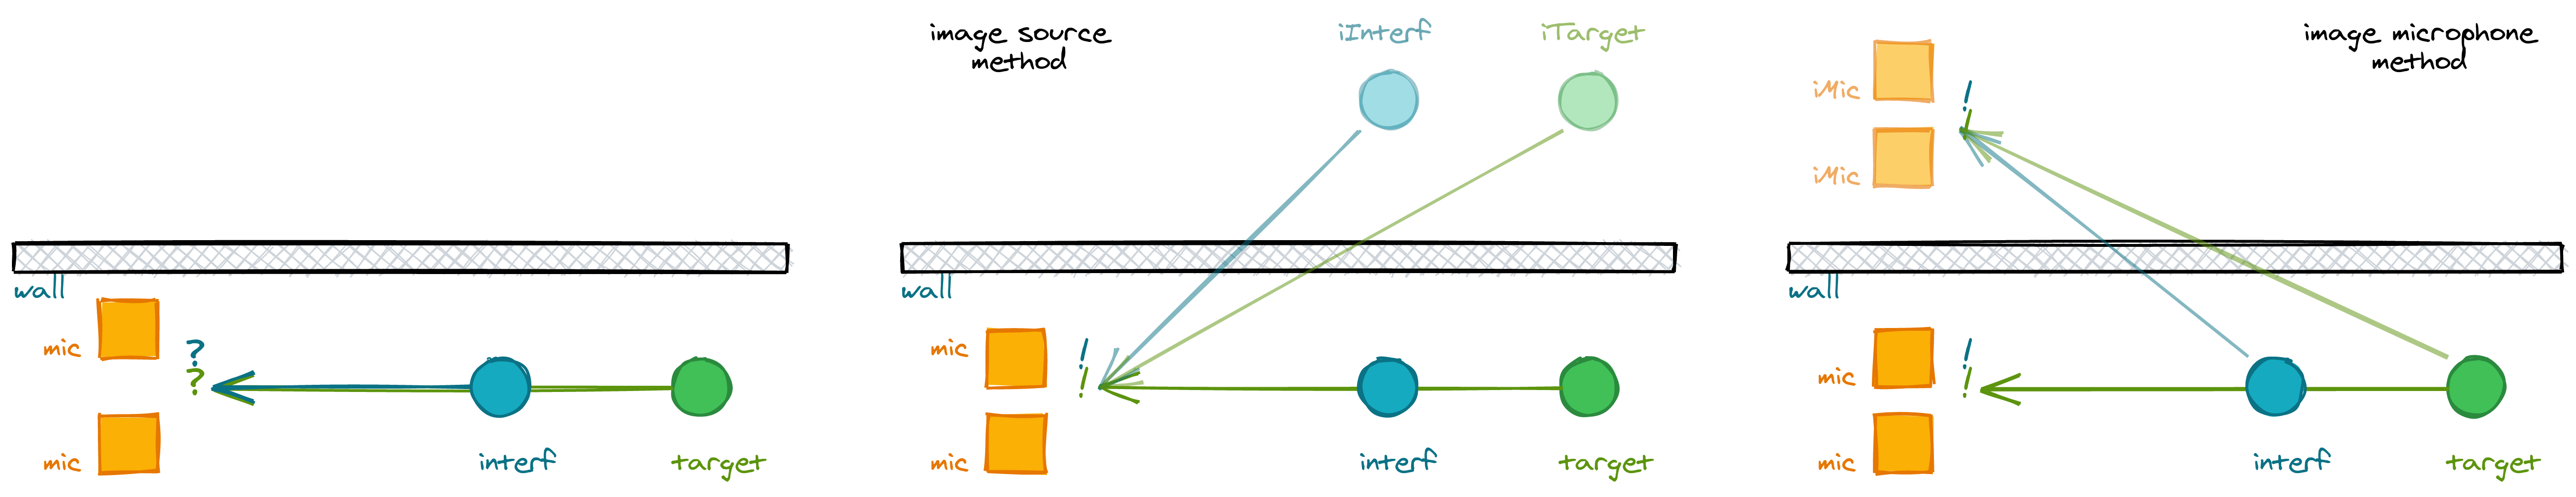 wall
mic
?
?
mic
interf
target
image source
method
iInterf
iTarget
wall
mic
!
!
mic
interf
target
image microphone
method
iMic
!
!
iMic
wall
mic
!
!
mic
interf
target